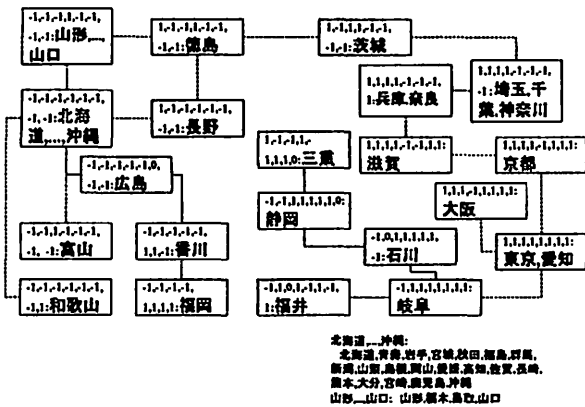 -1,-1,-1,1,1,-1,-1,
-1,-1:山形,...,
山口
1,-1,-1,1,-1,-1,
-1,-1:徳島
1,-1,1,1,-1,-1,
-1,-1:茨城
1,1,1,1,-1,-1,-1,
-1:埼玉,千
葉,神奈川
1,1,1,1,-1,-1,-1,
1:兵庫,奈良
-1,-1,-1,-1,-1,-1,
-1,-1:北海
道,...,沖縄
1,-1,-1,-1,-1,-1,
-1,-1:長野
1,-1,-1,1,-
1,1,1,0:三重
1,1,1,1,-1,-1,1,1:
滋賀
1,1,1,1,-1,1,1,1:
京都
-1,-1,-1,-1,-1,0,
-1,-1:広島
-1,-1,1,1,1,1,1,0:
静岡
1,1,1,-1,1,1,1,1:
大阪
-1,-1,1,-1,-1,-1,
-1,-1:富山
-1,-1,-1,-1,
1,1,-1:香川
-1,0,1,1,1,1,1,
-1:石川
1,1,1,1,1,1,1,1:
東京,愛知
-1,-1,-1,-1,-1,-1,
-1,1:和歌山
-1,-1,-1,-1,
1,1,1,1:福岡
-1,1,0,1,-1,1,-1,
1:福井
-1,1,1,1,1,1,1,1:
岐阜
北海道,...,沖縄:
北海道,青森,岩手,宮城,秋田,福島,群馬,
新潟,山梨,島根,岡山,愛媛,高知,佐賀,長崎,
熊本,大分,宮崎,鹿児島,沖縄
山形,...,山口: 山形,栃木,鳥取,山口